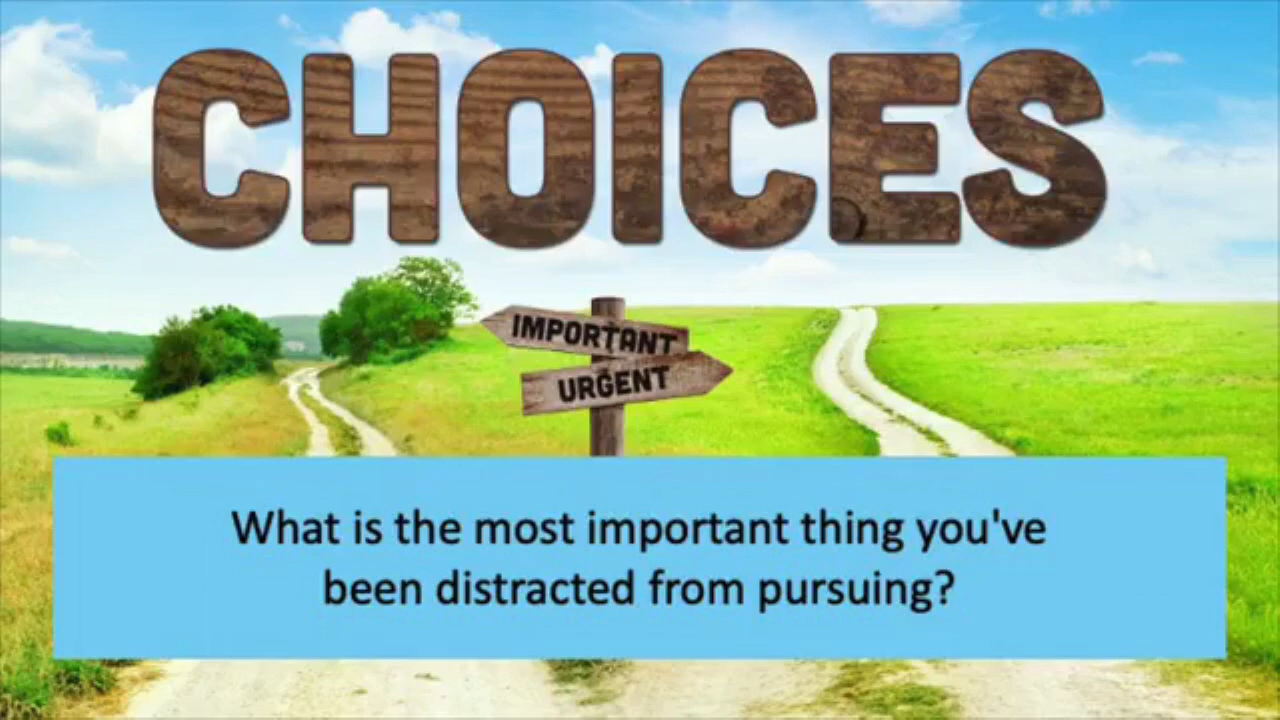 CHOICES
IMPORTANT
URGENT
What is the most important thing you've
been distracted from pursuing?